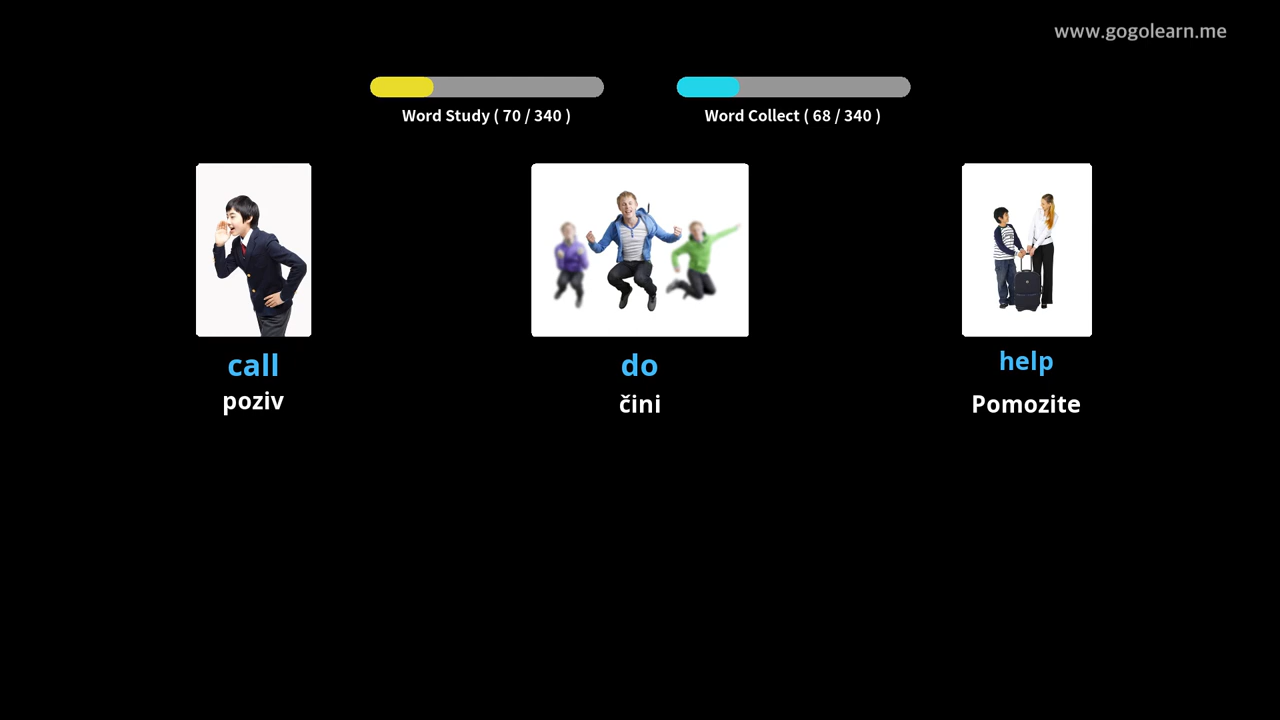 www.gogolearn.me
Word Study ( 70 / 340 )
Word Collect ( 68 / 340 )
call
do
help
poziv
čini
Pomozite